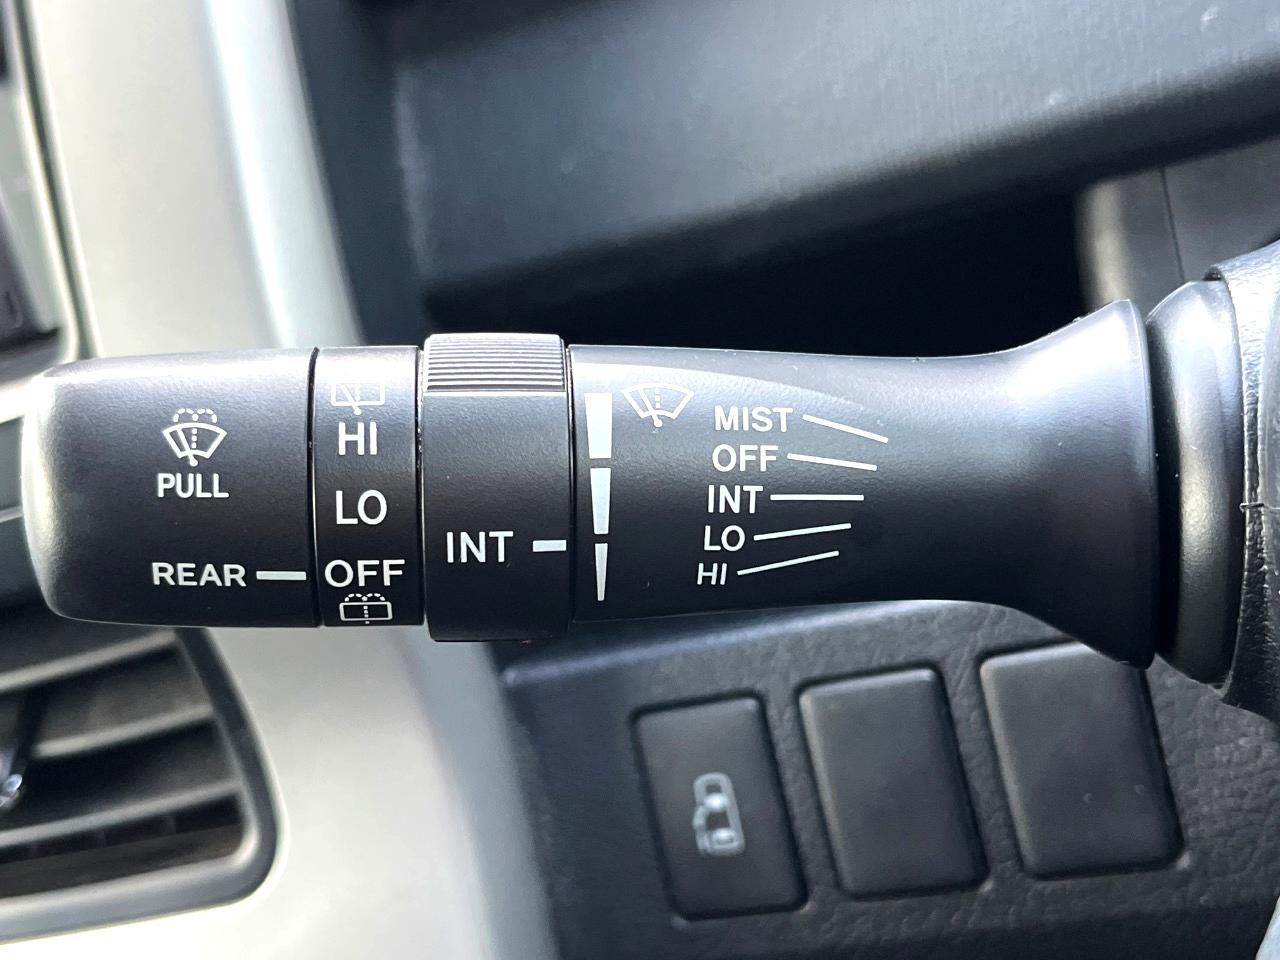 PULL
REAR
HI
LO
OFF
INT
MIST
OFF
INT
LO
HI